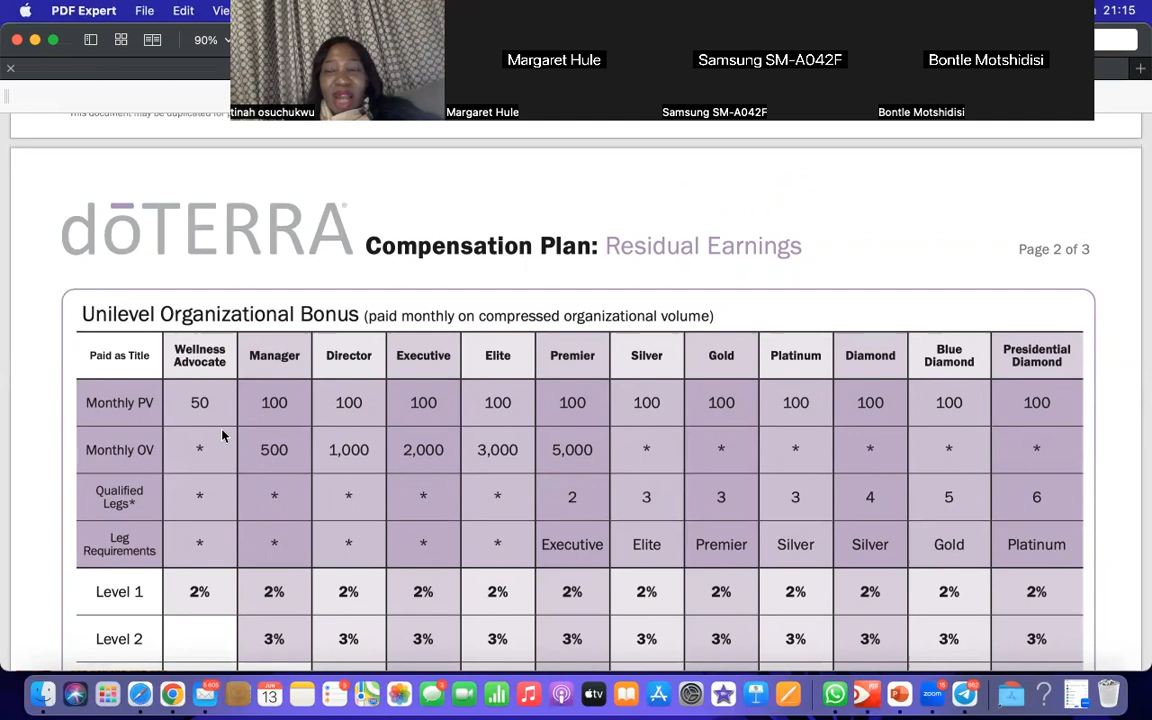 PDF Expert File Edit Vie 21:15
90%
Margaret Hule
Samsung SM-A042F
Bontle Motshidisi
tinah osuchukwu
Margaret Hule
Samsung SM-A042F
Bontle Motshidisi
This document may be duplicated for
dōTERRA Compensation Plan: Residual Earnings Page 2 of 3
Unilevel Organizational Bonus (paid monthly on compressed organizational volume)
Paid as Title Wellness Advocate Manager Director Executive Elite Premier Silver Gold Platinum Diamond Blue Diamond Presidential Diamond
Monthly PV 50 100 100 100 100 100 100 100 100 100 100 100
Monthly OV * 500 1,000 2,000 3,000 5,000 * * * * * *
Qualified Legs* * * * * * 2 3 3 3 4 5 6
Leg Requirements * * * * * Executive Elite Premier Silver Silver Gold Platinum
Level 1 2% 2% 2% 2% 2% 2% 2% 2% 2% 2% 2% 2%
Level 2 3% 3% 3% 3% 3% 3% 3% 3% 3% 3% 3%
JUN
13
tv
zoom